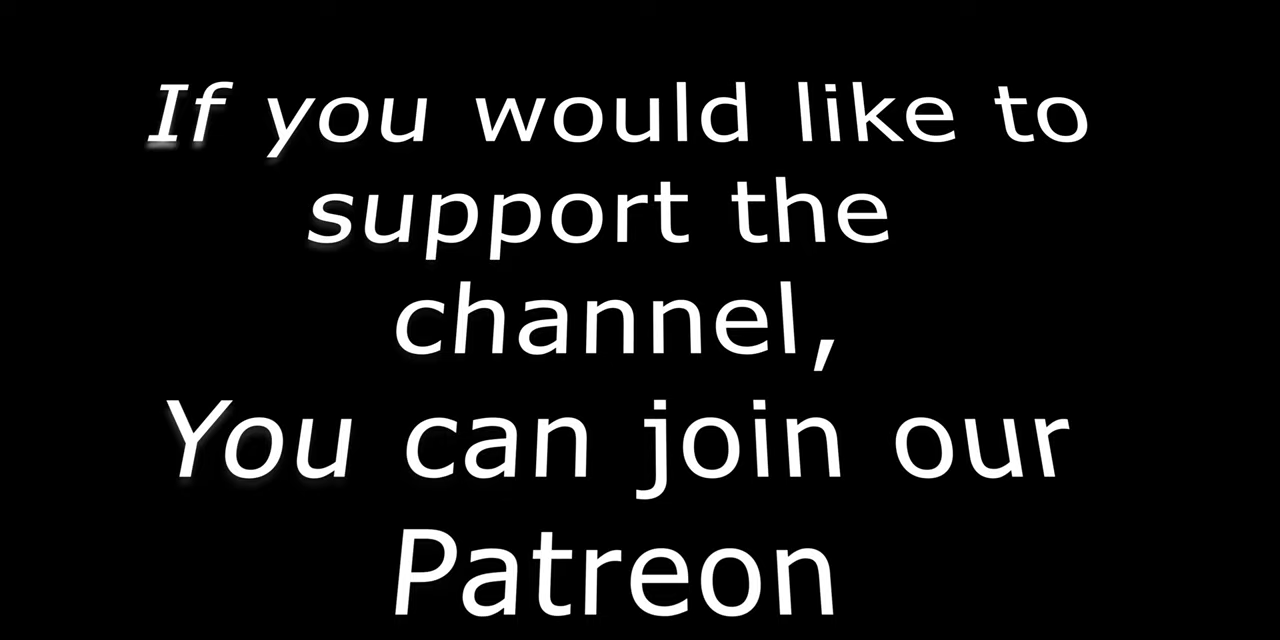 If you would like to
support the
channel,
You can join our
Patreon